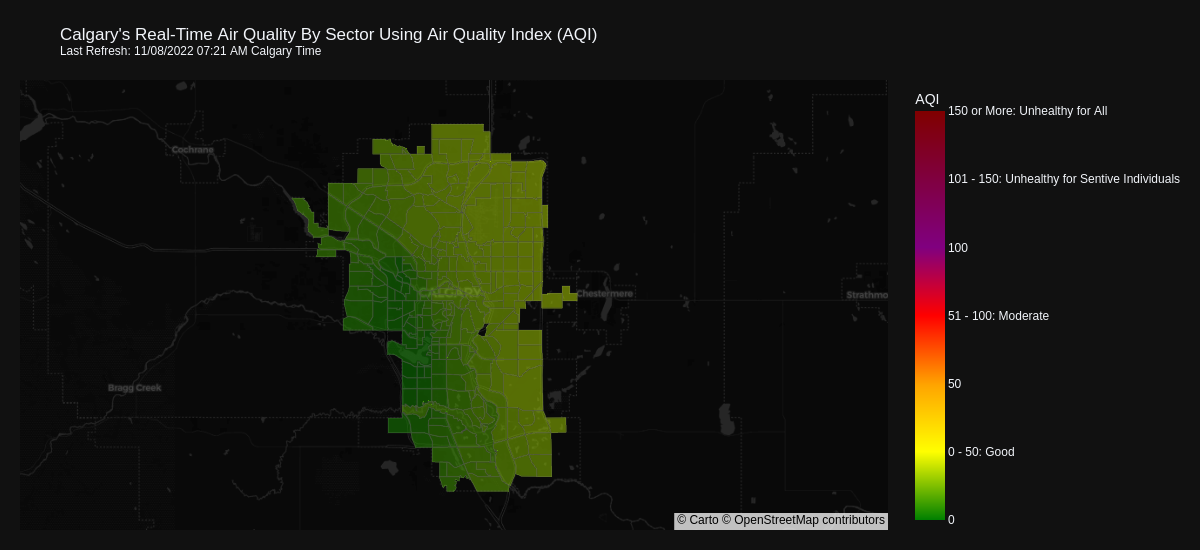 Calgary's Real-Time Air Quality By Sector Using Air Quality Index (AQI)
Last Refresh: 11/08/2022 07:21 AM Calgary Time
AQI
150 or More: Unhealthy for All
101 - 150: Unhealthy for Sentive Individuals
100
51 - 100: Moderate
50
0 - 50: Good
0
Cochrane
CALGARY
Chestermere
Strathmo
Bragg Creek
© Carto © OpenStreetMap contributors